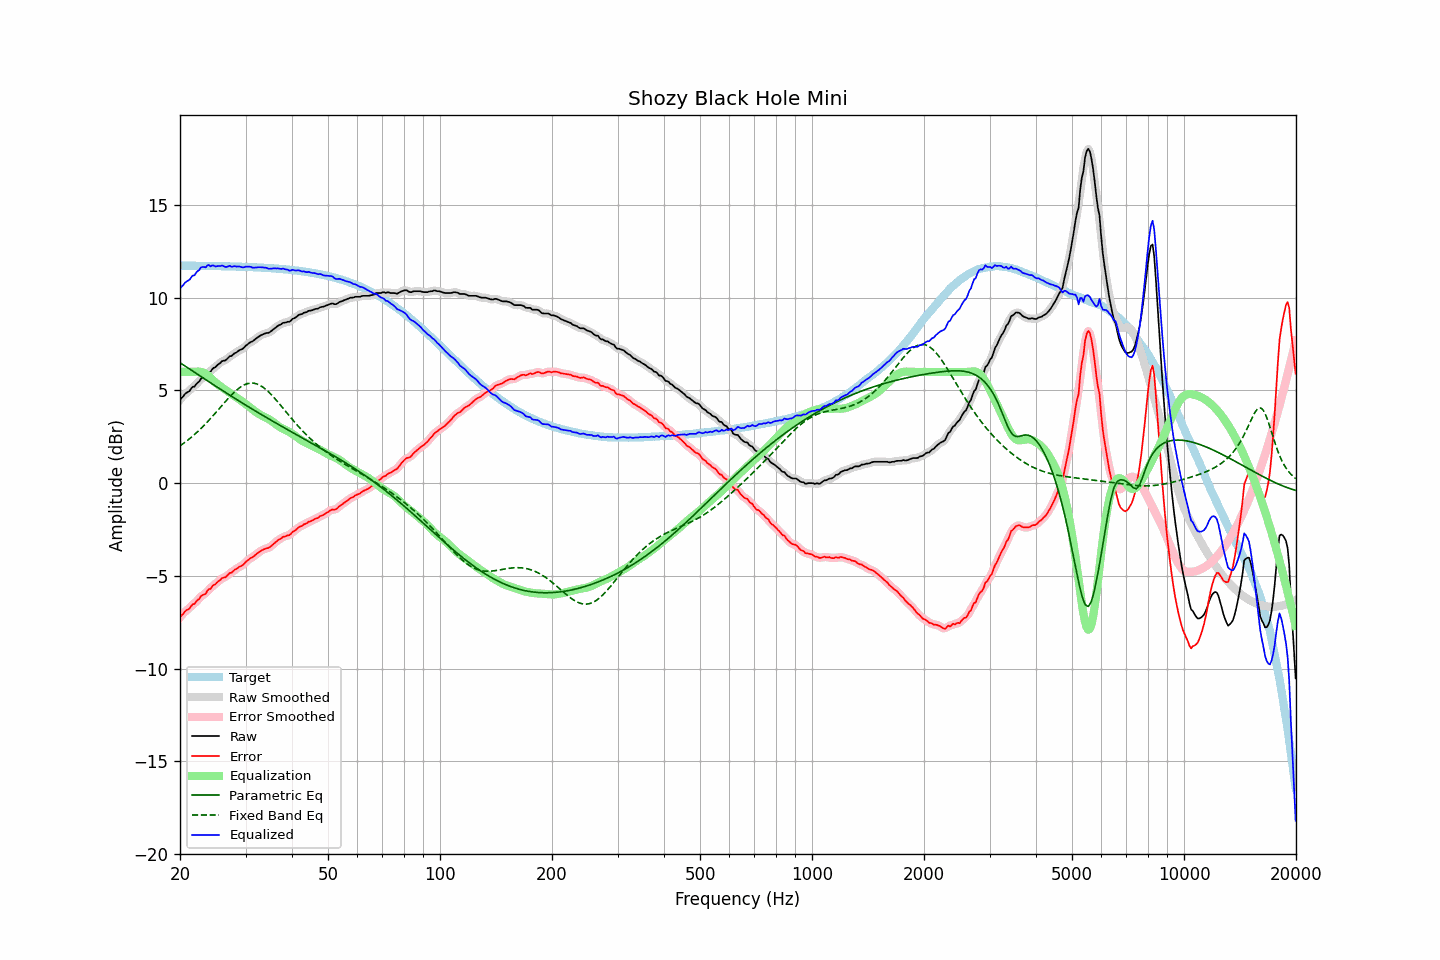 Shozy Black Hole Mini
Amplitude (dBr)
15
10
5
0
−5
−10
−15
−20
Target
Raw Smoothed
Error Smoothed
Raw
Error
Equalization
Parametric Eq
Fixed Band Eq
Equalized
20 50 100 200 500 1000 2000 5000 10000 20000
Frequency (Hz)